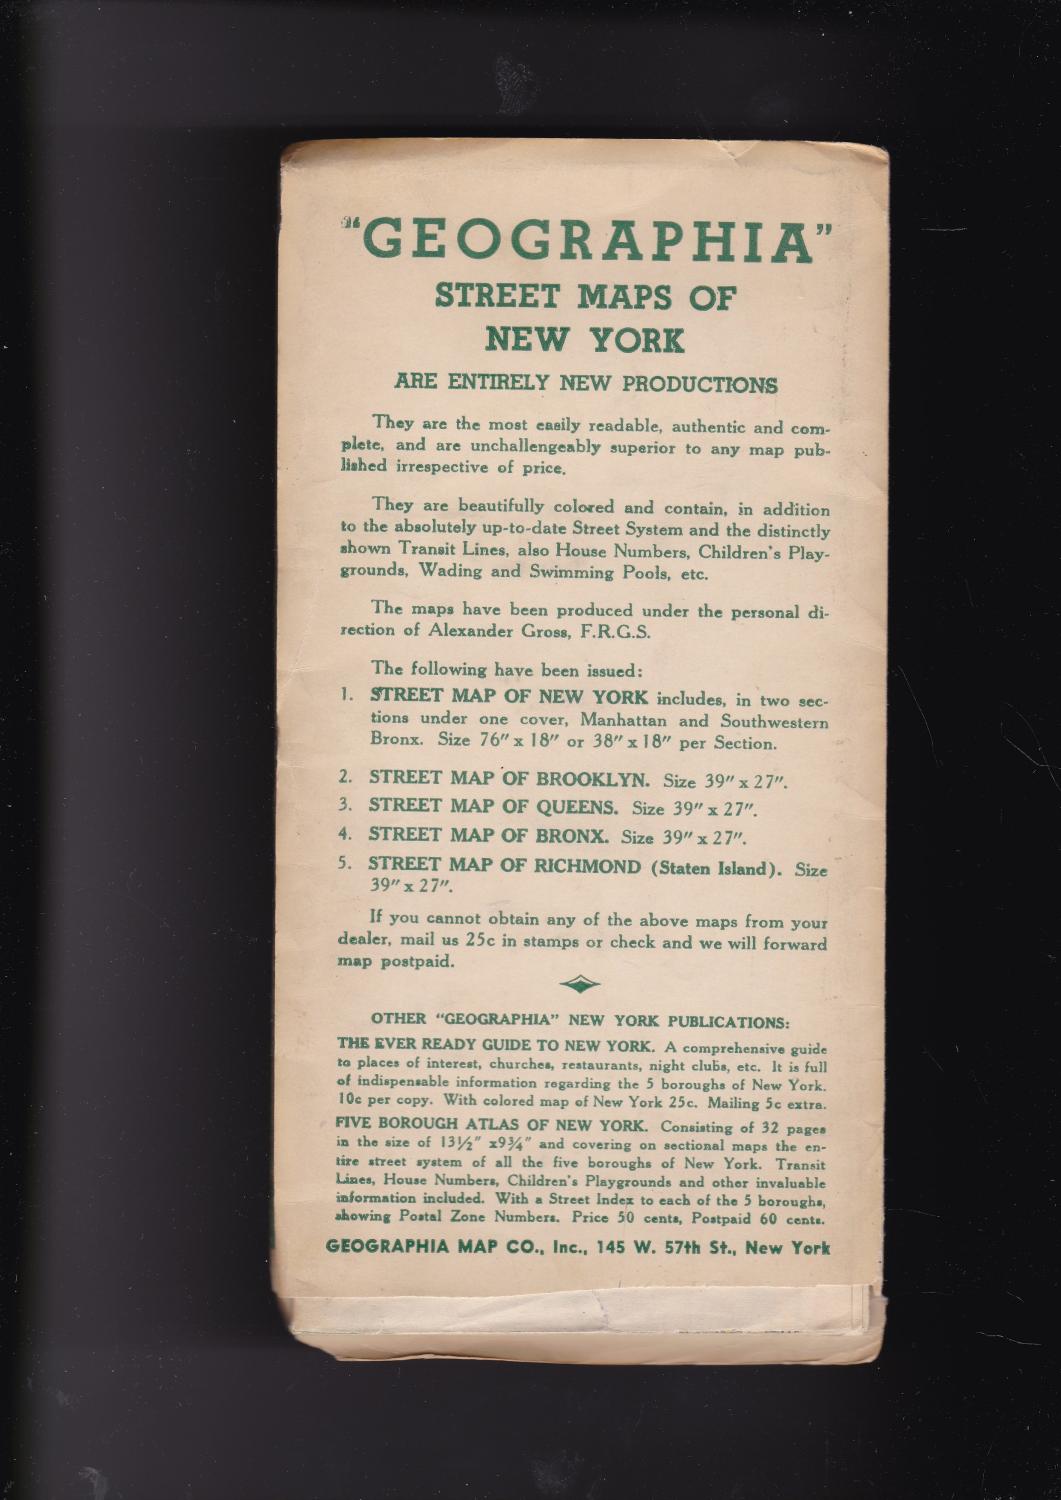 "GEOGRAPHIA"
STREET MAPS OF
NEW YORK
ARE ENTIRELY NEW PRODUCTIONS
They are the most easily readable, authentic and com-
plete, and are unchallengeably superior to any map pub-
lished irrespective of price.
They are beautifully colored and contain, in addition
to the absolutely up-to-date Street System and the distinctly
shown Transit Lines, also House Numbers, Children's Play-
grounds, Wading and Swimming Pools, etc.
The maps have been produced under the personal di-
rection of Alexander Gross, F.R.G.S.
The following have been issued:
1. STREET MAP OF NEW YORK includes, in two sec-
tions under one cover, Manhattan and Southwestern
Bronx. Size 76" x 18" or 38" x 18" per Section.
2. STREET MAP OF BROOKLYN. Size 39" x 27".
3. STREET MAP OF QUEENS. Size 39" x 27".
4. STREET MAP OF BRONX. Size 39" x 27".
5. STREET MAP OF RICHMOND (Staten Island). Size
39" x 27".
If you cannot obtain any of the above maps from your
dealer, mail us 25c in stamps or check and we will forward
map postpaid.
OTHER "GEOGRAPHIA" NEW YORK PUBLICATIONS:
THE EVER READY GUIDE TO NEW YORK. A comprehensive guide
to places of interest, churches, restaurants, night clubs, etc. It is full
of indispensable information regarding the 5 boroughs of New York.
10c per copy. With colored map of New York 25c. Mailing 5c extra.
FIVE BOROUGH ATLAS OF NEW YORK. Consisting of 32 pages
in the size of 13½" x9¾" and covering on sectional maps the en-
tire street system of all the five boroughs of New York. Transit
Lines, House Numbers, Children's Playgrounds and other invaluable
information included. With a Street Index to each of the 5 boroughs,
showing Postal Zone Numbers. Price 50 cents, Postpaid 60 cents.
GEOGRAPHIA MAP CO., Inc., 145 W. 57th St., New York